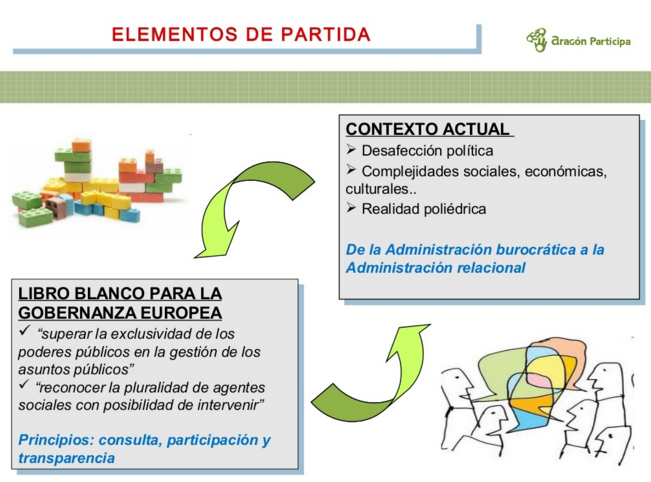 ELEMENTOS DE PARTIDA
aragón Participa
CONTEXTO ACTUAL
➢ Desafección política
➢ Complejidades sociales, económicas,
culturales..
➢ Realidad poliédrica
De la Administración burocrática a la
Administración relacional
LIBRO BLANCO PARA LA
GOBERNANZA EUROPEA
✓ “superar la exclusividad de los
poderes públicos en la gestión de los
asuntos públicos”
✓ “reconocer la pluralidad de agentes
sociales con posibilidad de intervenir”
Principios: consulta, participación y
transparencia